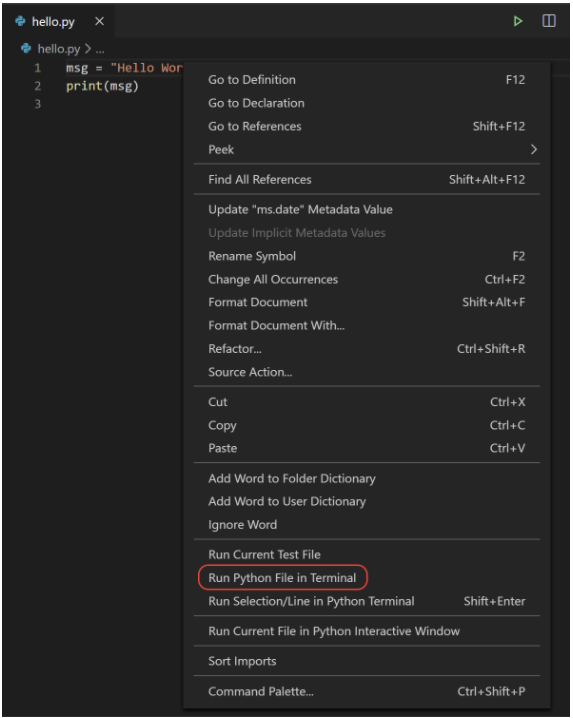 hello.py
hello.py > ...
1 msg = "Hello Wor
2 print(msg)
3
Go to Definition F12
Go to Declaration
Go to References Shift+F12
Peek >
Find All References Shift+Alt+F12
Update "ms.date" Metadata Value
Update Implicit Metadata Values
Rename Symbol F2
Change All Occurrences Ctrl+F2
Format Document Shift+Alt+F
Format Document With...
Refactor... Ctrl+Shift+R
Source Action...
Cut Ctrl+X
Copy Ctrl+C
Paste Ctrl+V
Add Word to Folder Dictionary
Add Word to User Dictionary
Ignore Word
Run Current Test File
Run Python File in Terminal
Run Selection/Line in Python Terminal Shift+Enter
Run Current File in Python Interactive Window
Sort Imports
Command Palette... Ctrl+Shift+P